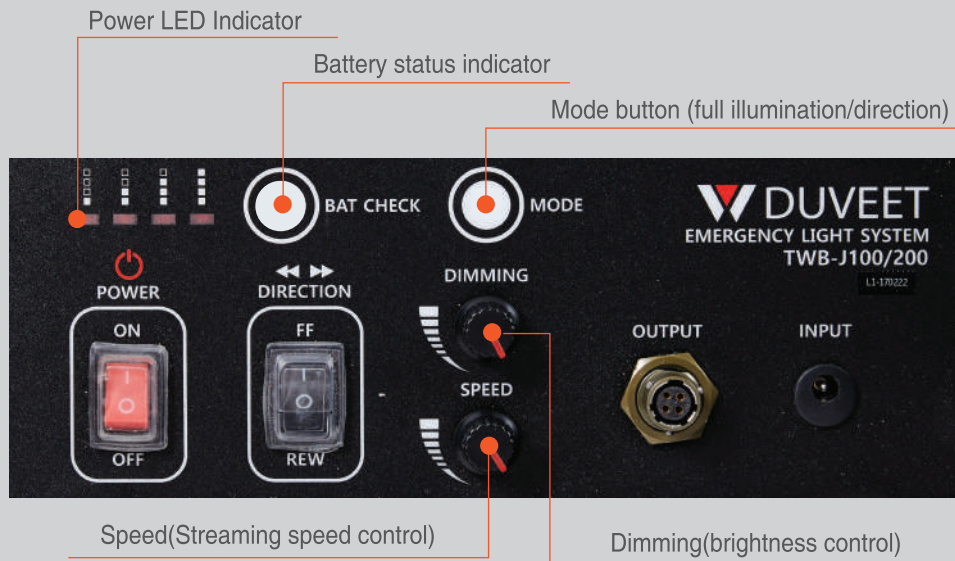 Power LED Indicator
Battery status indicator
Mode button (full illumination/direction)
BAT CHECK
MODE
DUVEET
EMERGENCY LIGHT SYSTEM
TWB-J100/200
L1-170222
POWER
DIRECTION
DIMMING
ON
FF
OUTPUT
INPUT
SPEED
OFF
REW
Speed(Streaming speed control)
Dimming(brightness control)